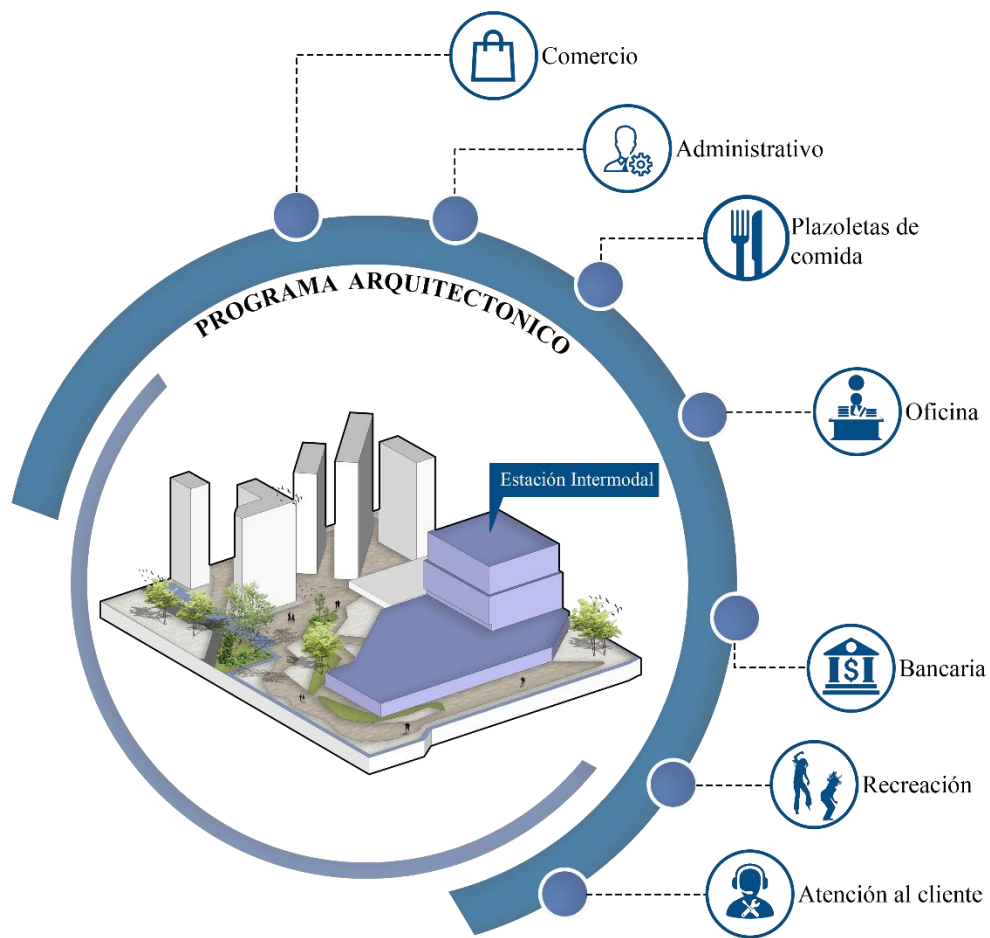 Comercio
Administrativo
Plazoletas de
comida
PROGRAMA ARQUITECTONICO
Oficina
Estación Intermodal
Bancaria
$
Recreación
Atención al cliente